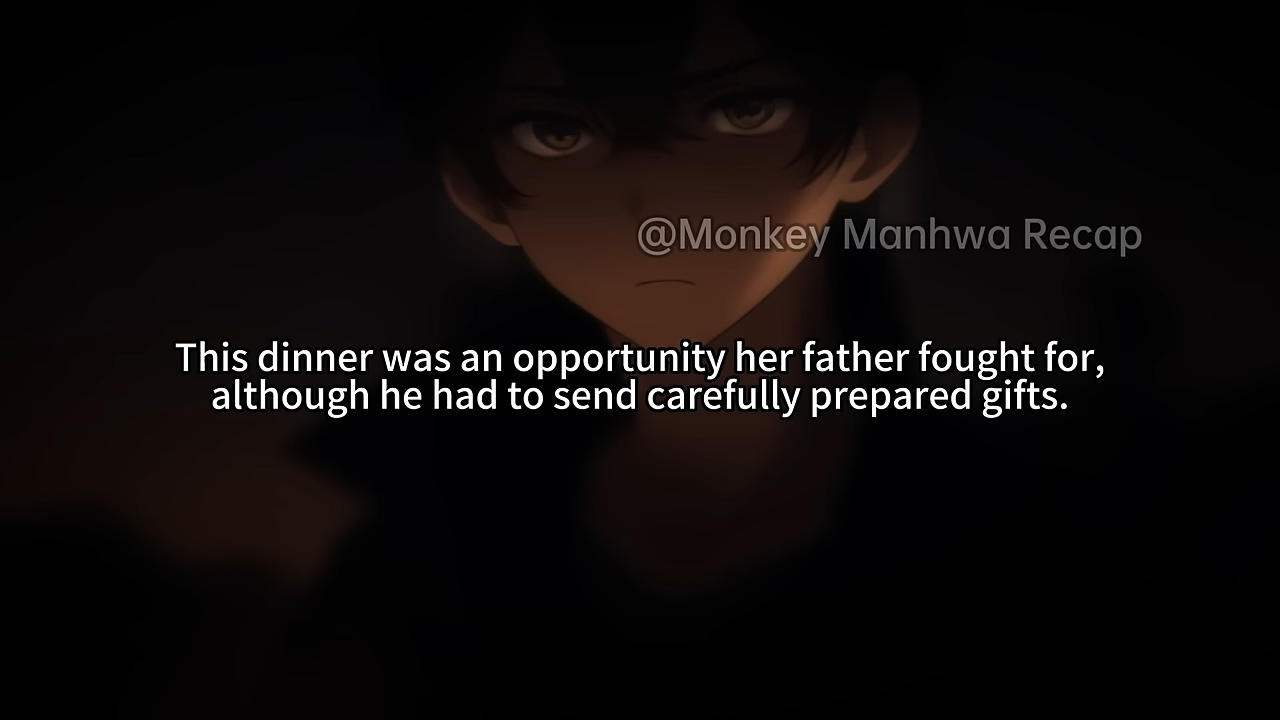 @Monkey Manhwa Recap
This dinner was an opportunity her father fought for,
although he had to send carefully prepared gifts.